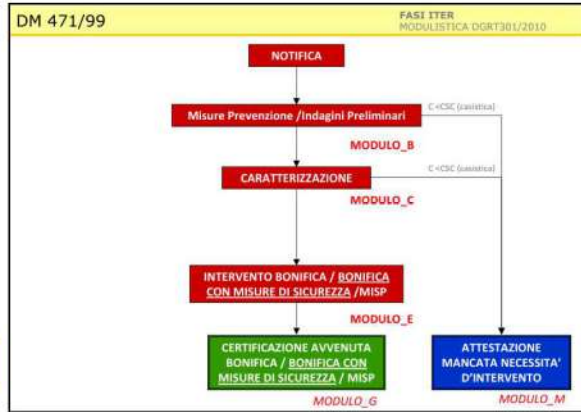 DM 471/99
FASI ITER
MODULISTICA DGRT301/2010
NOTIFICA
Misure Prevenzione /Indagini Preliminari
C <CSC (casistica)
MODULO_B
CARATTERIZZAZIONE
C <CSC (casistica)
MODULO_C
INTERVENTO BONIFICA / BONIFICA
CON MISURE DI SICUREZZA /MISP
MODULO_E
CERTIFICAZIONE AVVENUTA
BONIFICA / BONIFICA CON
MISURE DI SICUREZZA / MISP
MODULO_G
ATTESTAZIONE
MANCATA NECESSITA'
D'INTERVENTO
MODULO_M